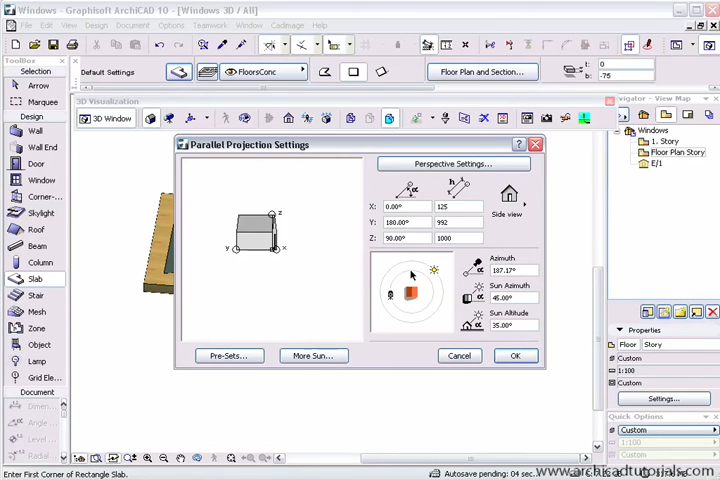 Windows - Graphisoft ArchiCAD 10 - [Windows 3D / All]
File Edit View Design Document Options Teamwork Window CadImage Help
ToolBox
Selection
Arrow
Marquee
Design
Wall
Wall End
Door
Window
Corner-...
Skylight
Roof
Beam
Column
Slab
Stair
Mesh
Zone
Object
Lamp
Grid Ele...
Document
Dimen...
Angle ...
Level ...
Radial ...
Default Settings
FloorsConc
Floor Plan and Section...
t: 0
b: -75
3D Visualization
3D Window
Parallel Projection Settings
Perspective Settings...
z
y
x
X: 0.00° 125
Y: 180.00° 992
Z: 90.00° 1000
Side view
Azimuth
187.17°
Sun Azimuth
45.00°
Sun Altitude
35.00°
Pre-Sets...
More Sun...
Cancel
OK
Navigator - View Map
Windows
1. Story
Floor Plan Story
E/1
Properties
Floor Story
Custom
1:100
Custom
Settings...
Quick Options
Custom
1:100
Custom
Enter First Corner of Rectangle Slab.
Autosave pending: 04 sec...
www.archicadtutorials.com